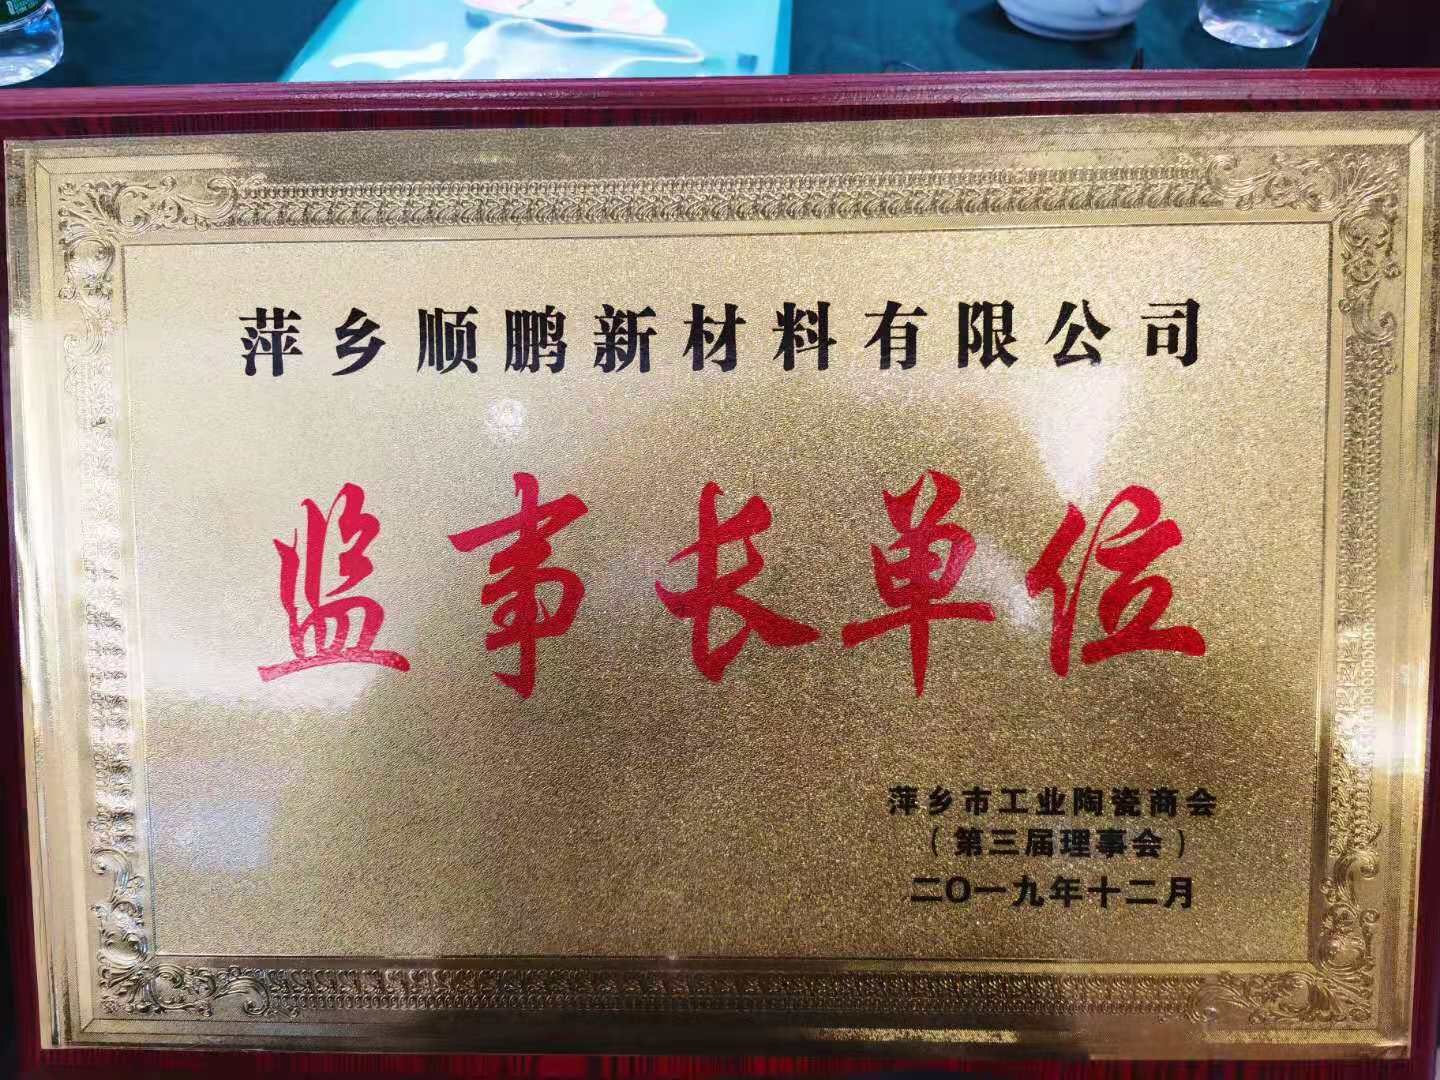 萍乡顺鹏新材料有限公司
监事长单位
萍乡市工业陶瓷商会
（第三届理事会）
二〇一九年十二月